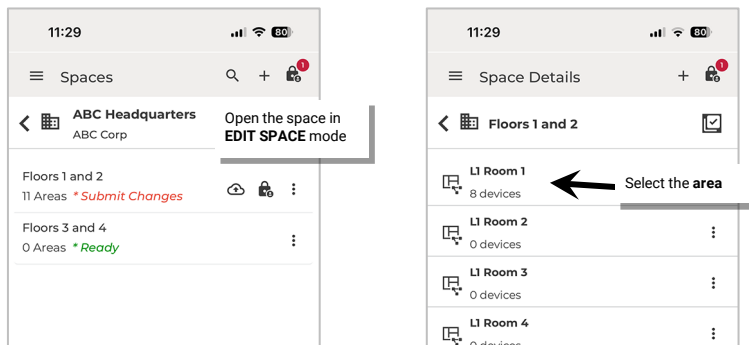 11:29
80
Spaces
1
ABC Headquarters
ABC Corp
Open the space in
EDIT SPACE mode
Floors 1 and 2
11 Areas * Submit Changes
Floors 3 and 4
0 Areas * Ready
11:29
80
Space Details
1
Floors 1 and 2
L1 Room 1
8 devices
Select the area
L1 Room 2
0 devices
L1 Room 3
0 devices
L1 Room 4
0 devices